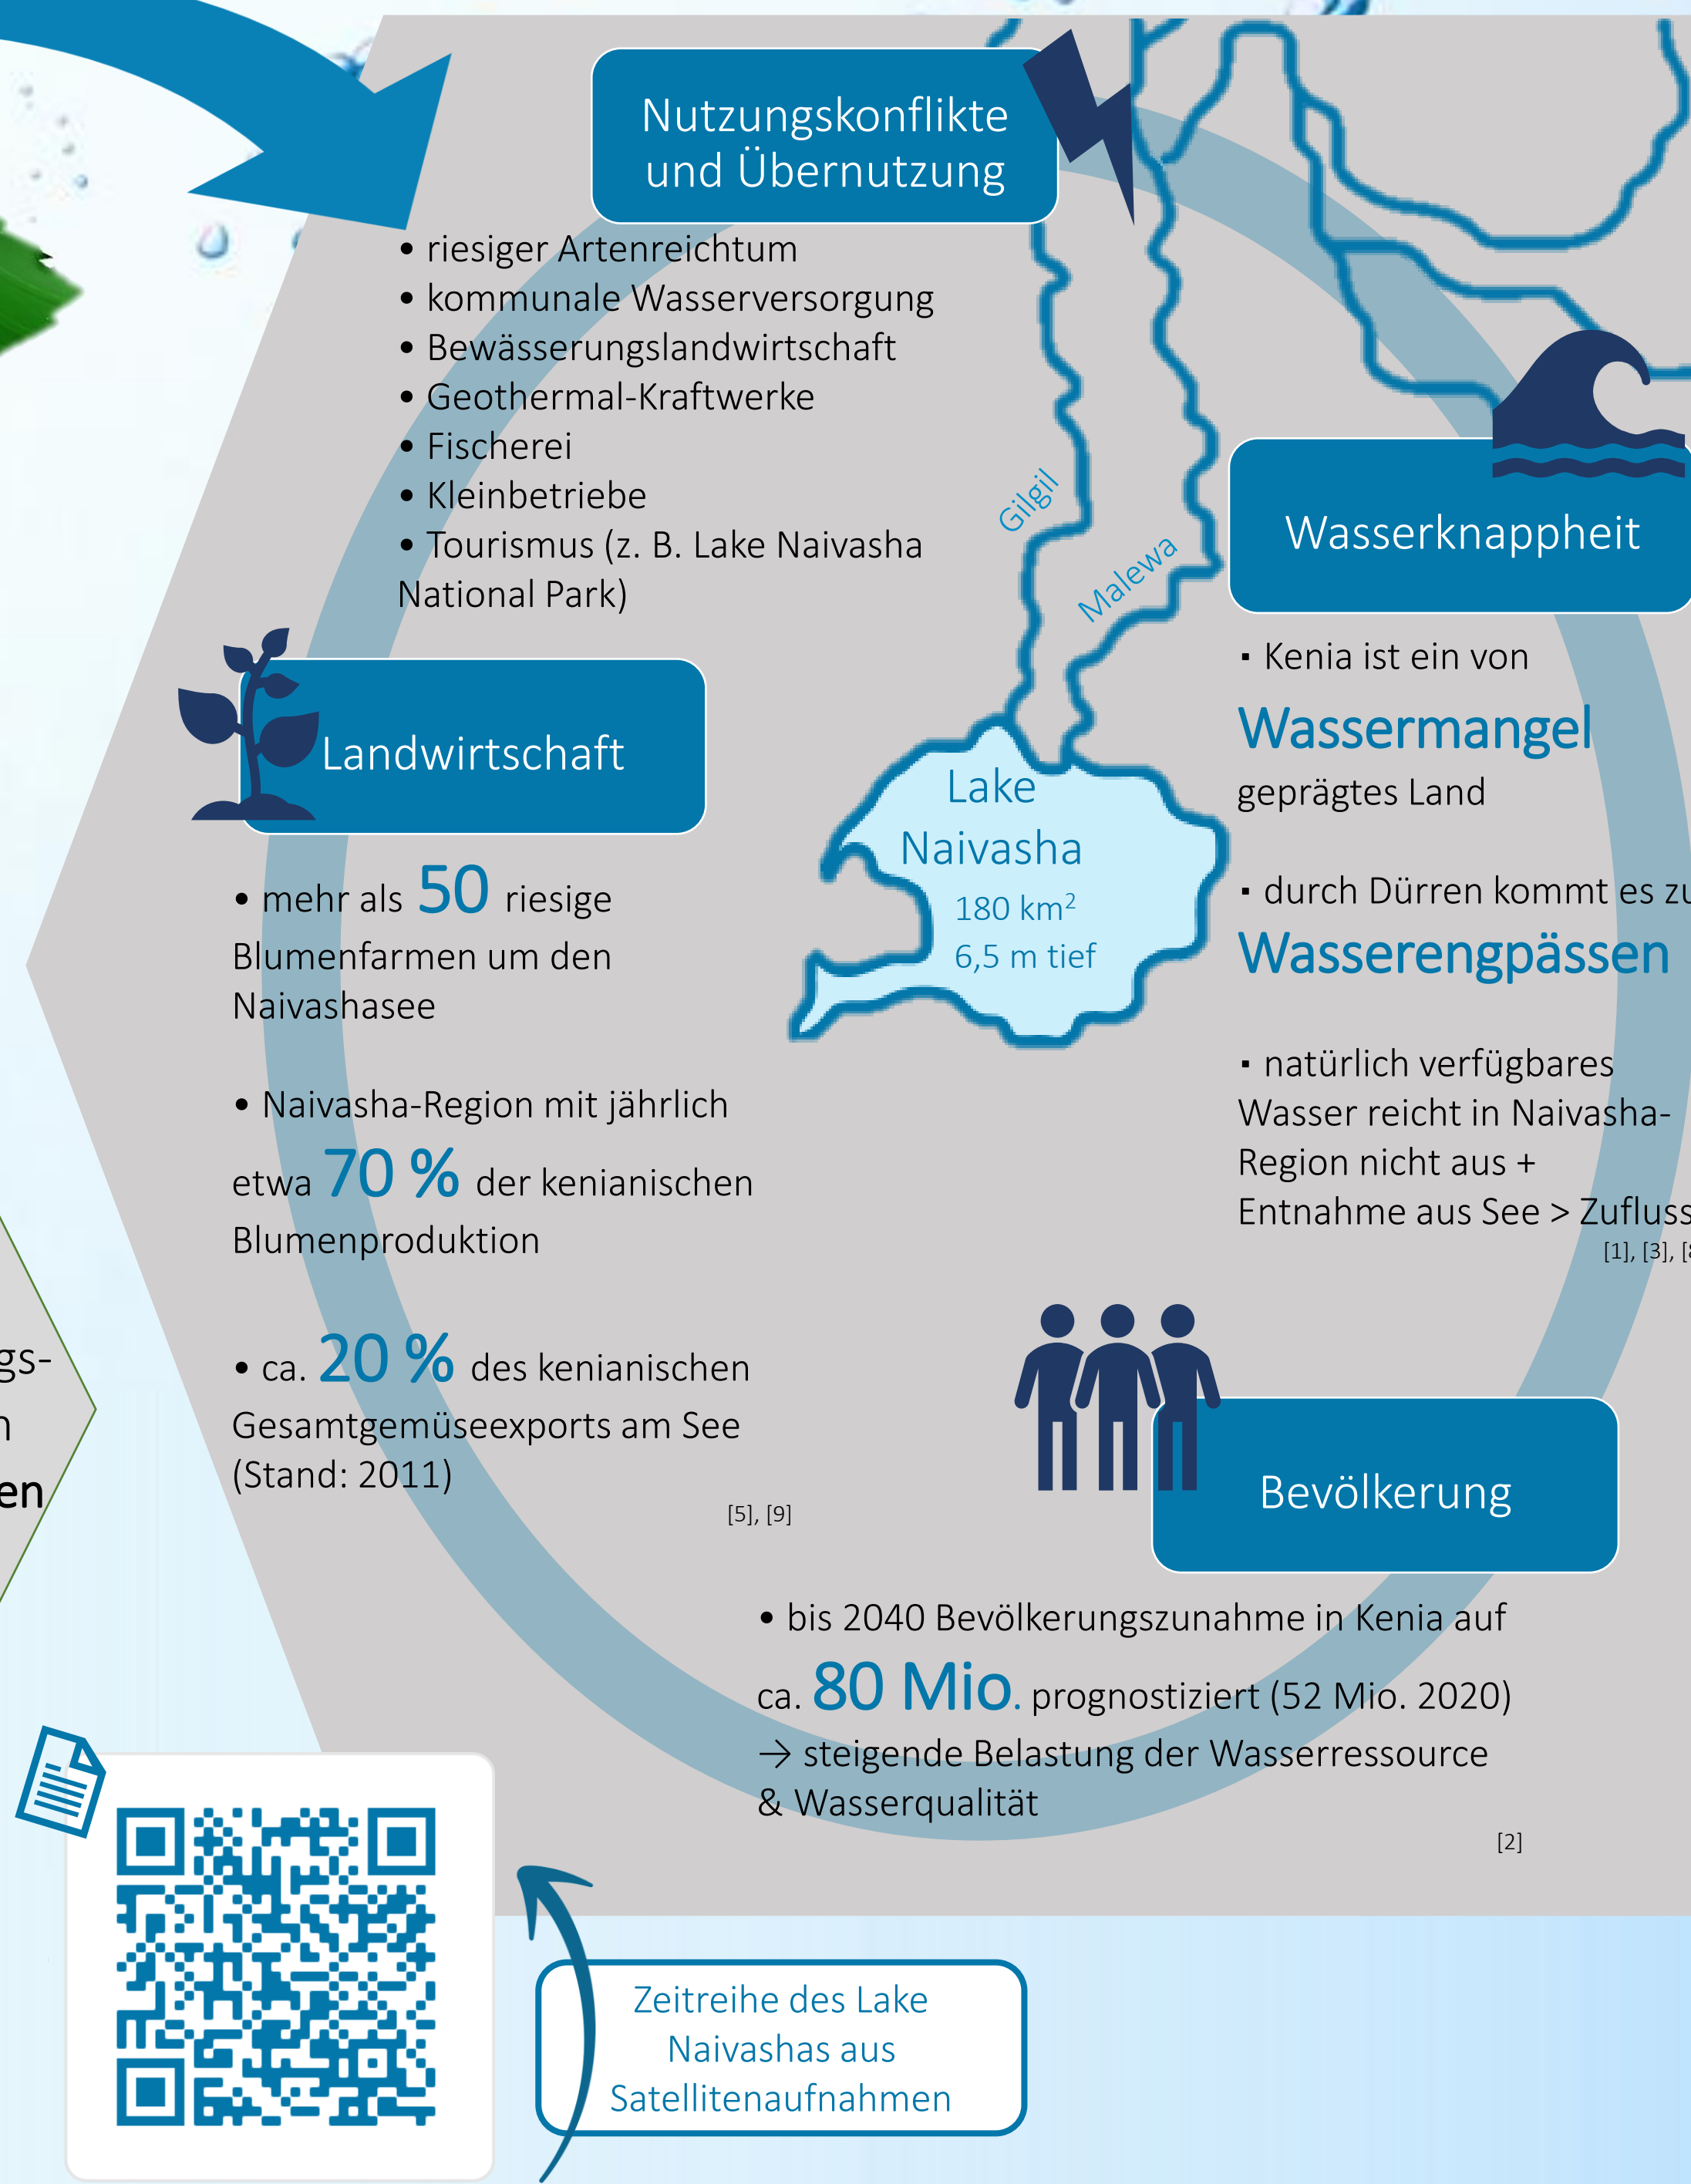 Nutzungskonflikte
und Übernutzung
• riesiger Artenreichtum
• kommunale Wasserversorgung
• Bewässerungslandwirtschaft
• Geothermal-Kraftwerke
• Fischerei
• Kleinbetriebe
• Tourismus (z. B. Lake Naivasha
National Park)
Gilgil
Malewa
Lake
Naivasha
180 km²
6,5 m tief
Wasserknappheit
▪ Kenia ist ein von
Wassermangel
geprägtes Land
▪ durch Dürren kommt es zu
Wasserengpässen
▪ natürlich verfügbares
Wasser reicht in Naivasha-
Region nicht aus +
Entnahme aus See > Zufluss
[1], [3],
Landwirtschaft
• mehr als 50 riesige
Blumenfarmen um den
Naivashasee
• Naivasha-Region mit jährlich
etwa 70 % der kenianischen
Blumenproduktion
• ca. 20 % des kenianischen
Gesamtgemüseexports am See
(Stand: 2011)
[5], [9]
gs-
en
Bevölkerung
• bis 2040 Bevölkerungszunahme in Kenia auf
ca. 80 Mio. prognostiziert (52 Mio. 2020)
→ steigende Belastung der Wasserressource
& Wasserqualität
[2]
Zeitreihe des Lake
Naivashas aus
Satellitenaufnahmen